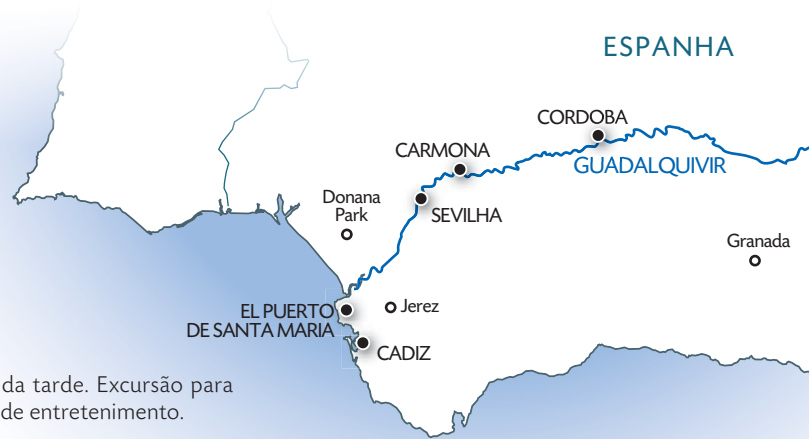 ESPANHA
CORDOBA
CARMONA
GUADALQUIVIR
Donana
Park
SEVILHA
Granada
EL PUERTO
DE SANTA MARIA
Jerez
CADIZ
da tarde. Excursão para
de entretenimento.